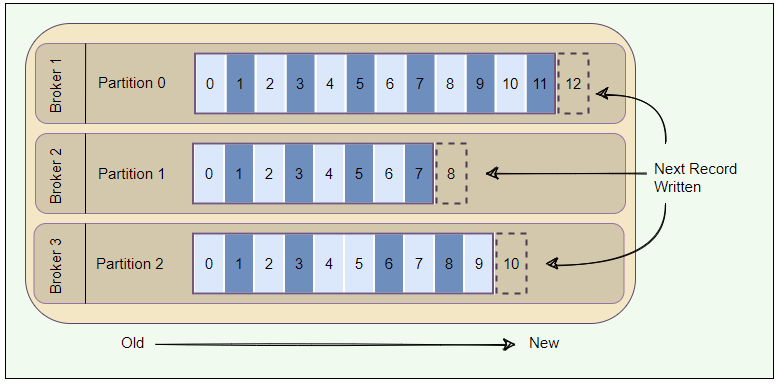 Broker 1
Partition 0
0 1 2 3 4 5 6 7 8 9 10 11 12
Broker 2
Partition 1
0 1 2 3 4 5 6 7 8
Next Record
Written
Broker 3
Partition 2
0 1 2 3 4 5 6 7 8 9 10
Old
New